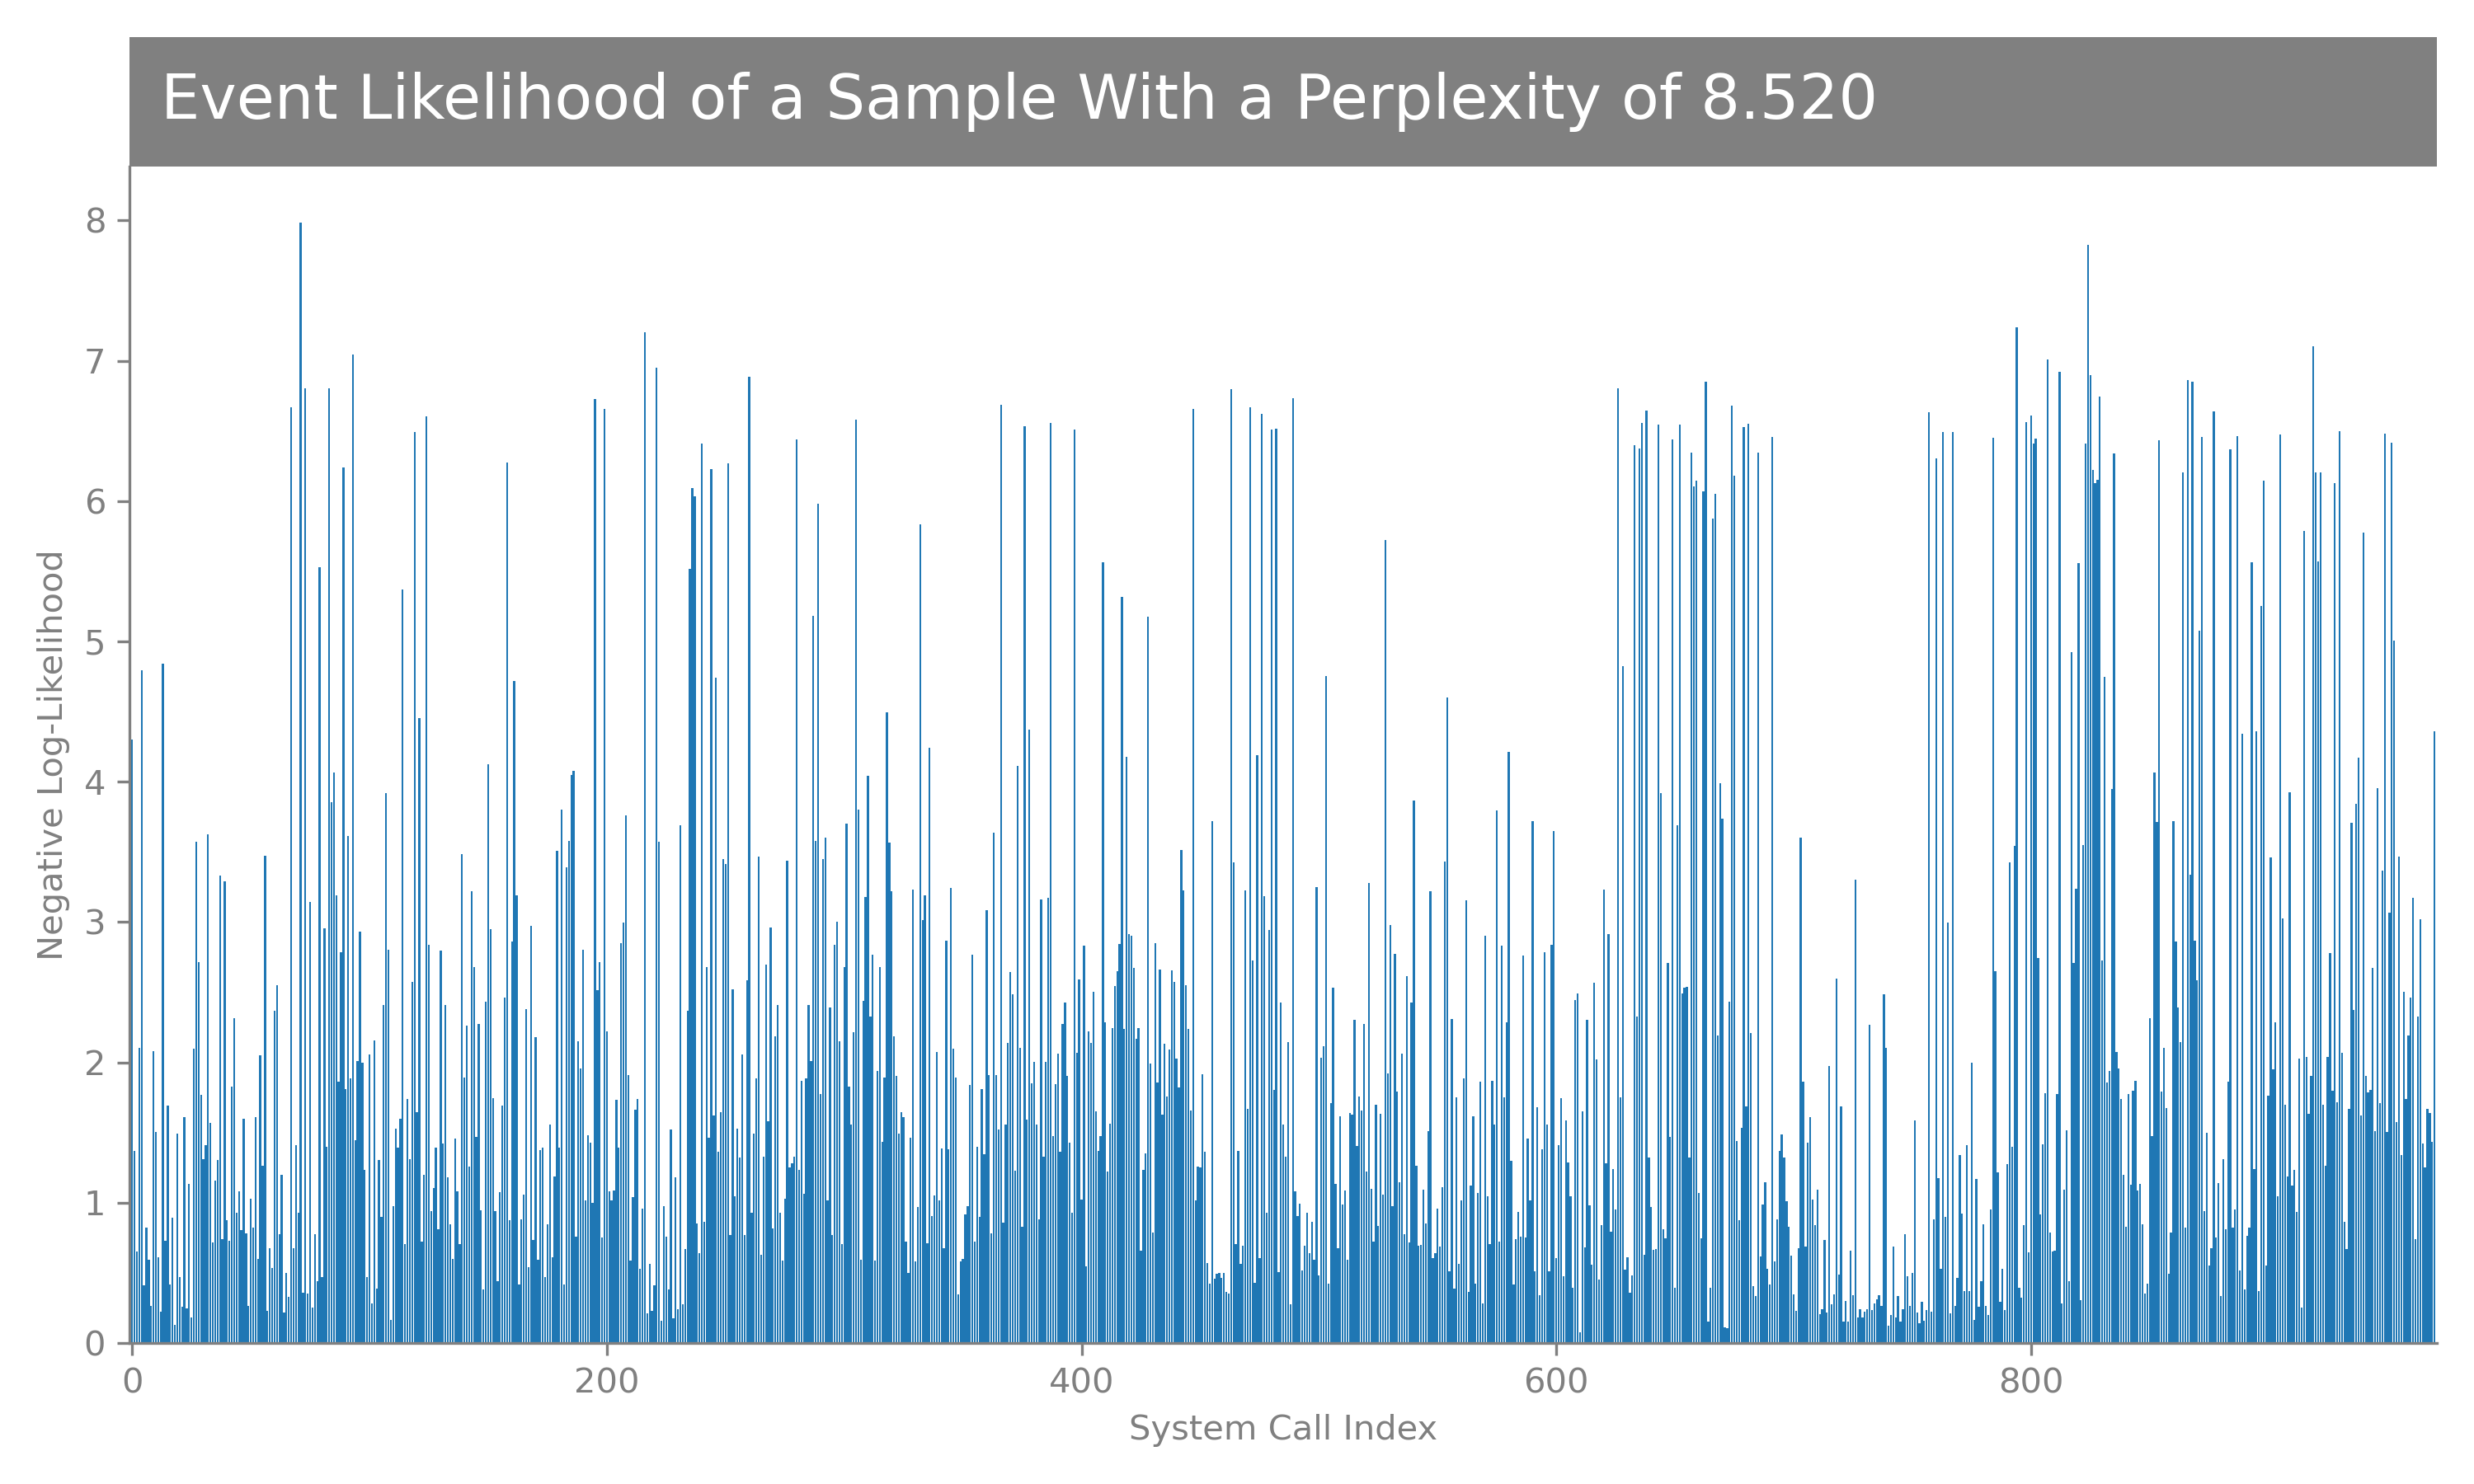 Event Likelihood of a Sample With a Perplexity of 8.520
8
7
6
5
4
3
2
1
0
Negative Log-Likelihood
0 200 400 600 800
System Call Index